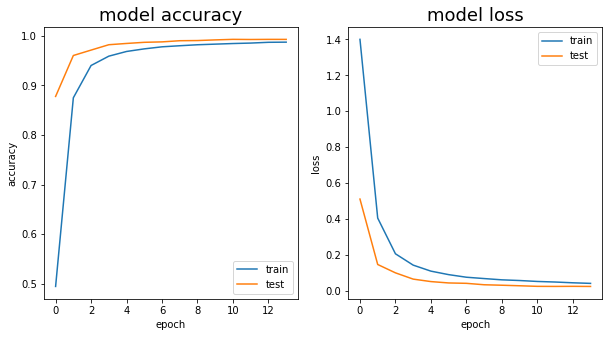 model accuracy
1.0
0.9
0.8
0.7
0.6
0.5
accuracy
train
test
0 2 4 6 8 10 12
epoch
model loss
1.4
1.2
1.0
0.8
0.6
0.4
0.2
0.0
loss
train
test
0 2 4 6 8 10 12
epoch